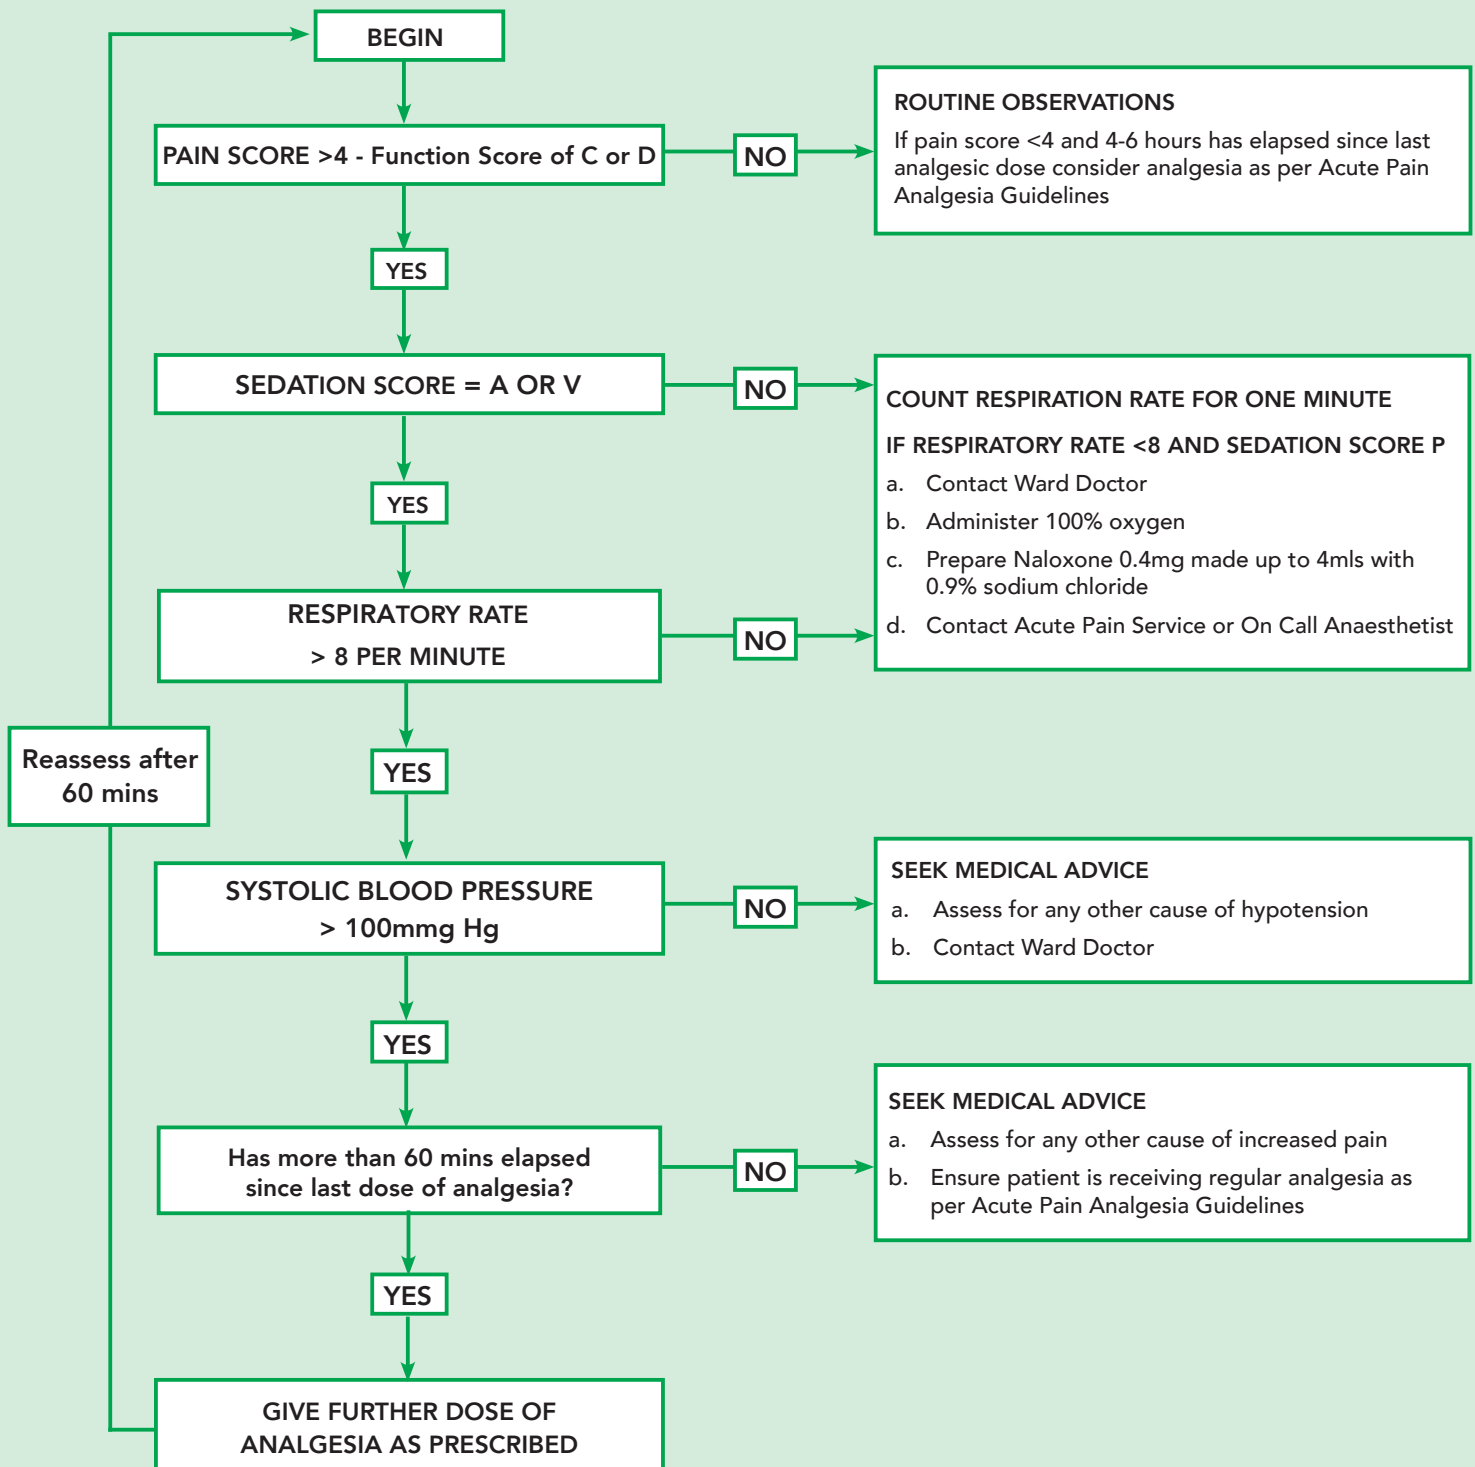 BEGIN
PAIN SCORE >4 - Function Score of C or D
NO
ROUTINE OBSERVATIONS
If pain score <4 and 4-6 hours has elapsed since last
analgesic dose consider analgesia as per Acute Pain
Analgesia Guidelines
YES
SEDATION SCORE = A OR V
NO
COUNT RESPIRATION RATE FOR ONE MINUTE
IF RESPIRATORY RATE <8 AND SEDATION SCORE P
a. Contact Ward Doctor
b. Administer 100% oxygen
c. Prepare Naloxone 0.4mg made up to 4mls with
0.9% sodium chloride
d. Contact Acute Pain Service or On Call Anaesthetist
YES
RESPIRATORY RATE
> 8 PER MINUTE
NO
YES
Reassess after
60 mins
SYSTOLIC BLOOD PRESSURE
> 100mmg Hg
NO
SEEK MEDICAL ADVICE
a. Assess for any other cause of hypotension
b. Contact Ward Doctor
YES
Has more than 60 mins elapsed
since last dose of analgesia?
NO
SEEK MEDICAL ADVICE
a. Assess for any other cause of increased pain
b. Ensure patient is receiving regular analgesia as
per Acute Pain Analgesia Guidelines
YES
GIVE FURTHER DOSE OF
ANALGESIA AS PRESCRIBED